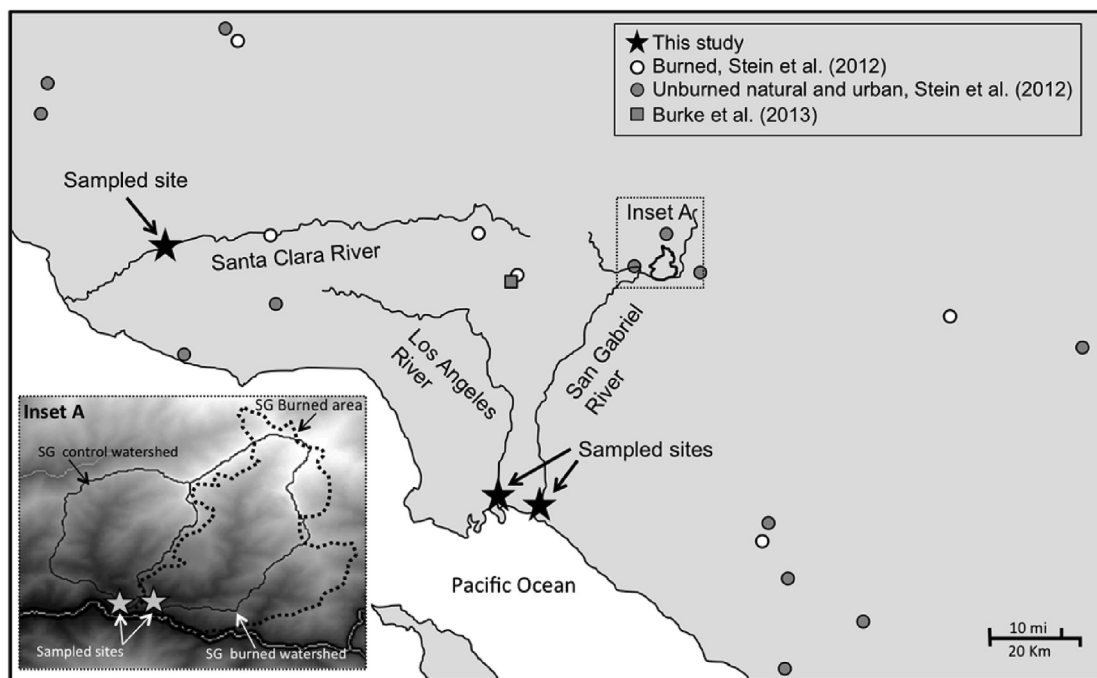 This study
Burned, Stein et al. (2012)
Unburned natural and urban, Stein et al. (2012)
Burke et al. (2013)
Sampled site
Inset A
Santa Clara River
Los Angeles
River
San Gabriel
River
Inset A
SG Burned area
SG control watershed
Sampled sites
Pacific Ocean
Sampled sites
SG burned watershed
10 mi
20 Km